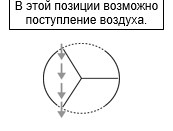 В этой позиции возможно
поступление воздуха.